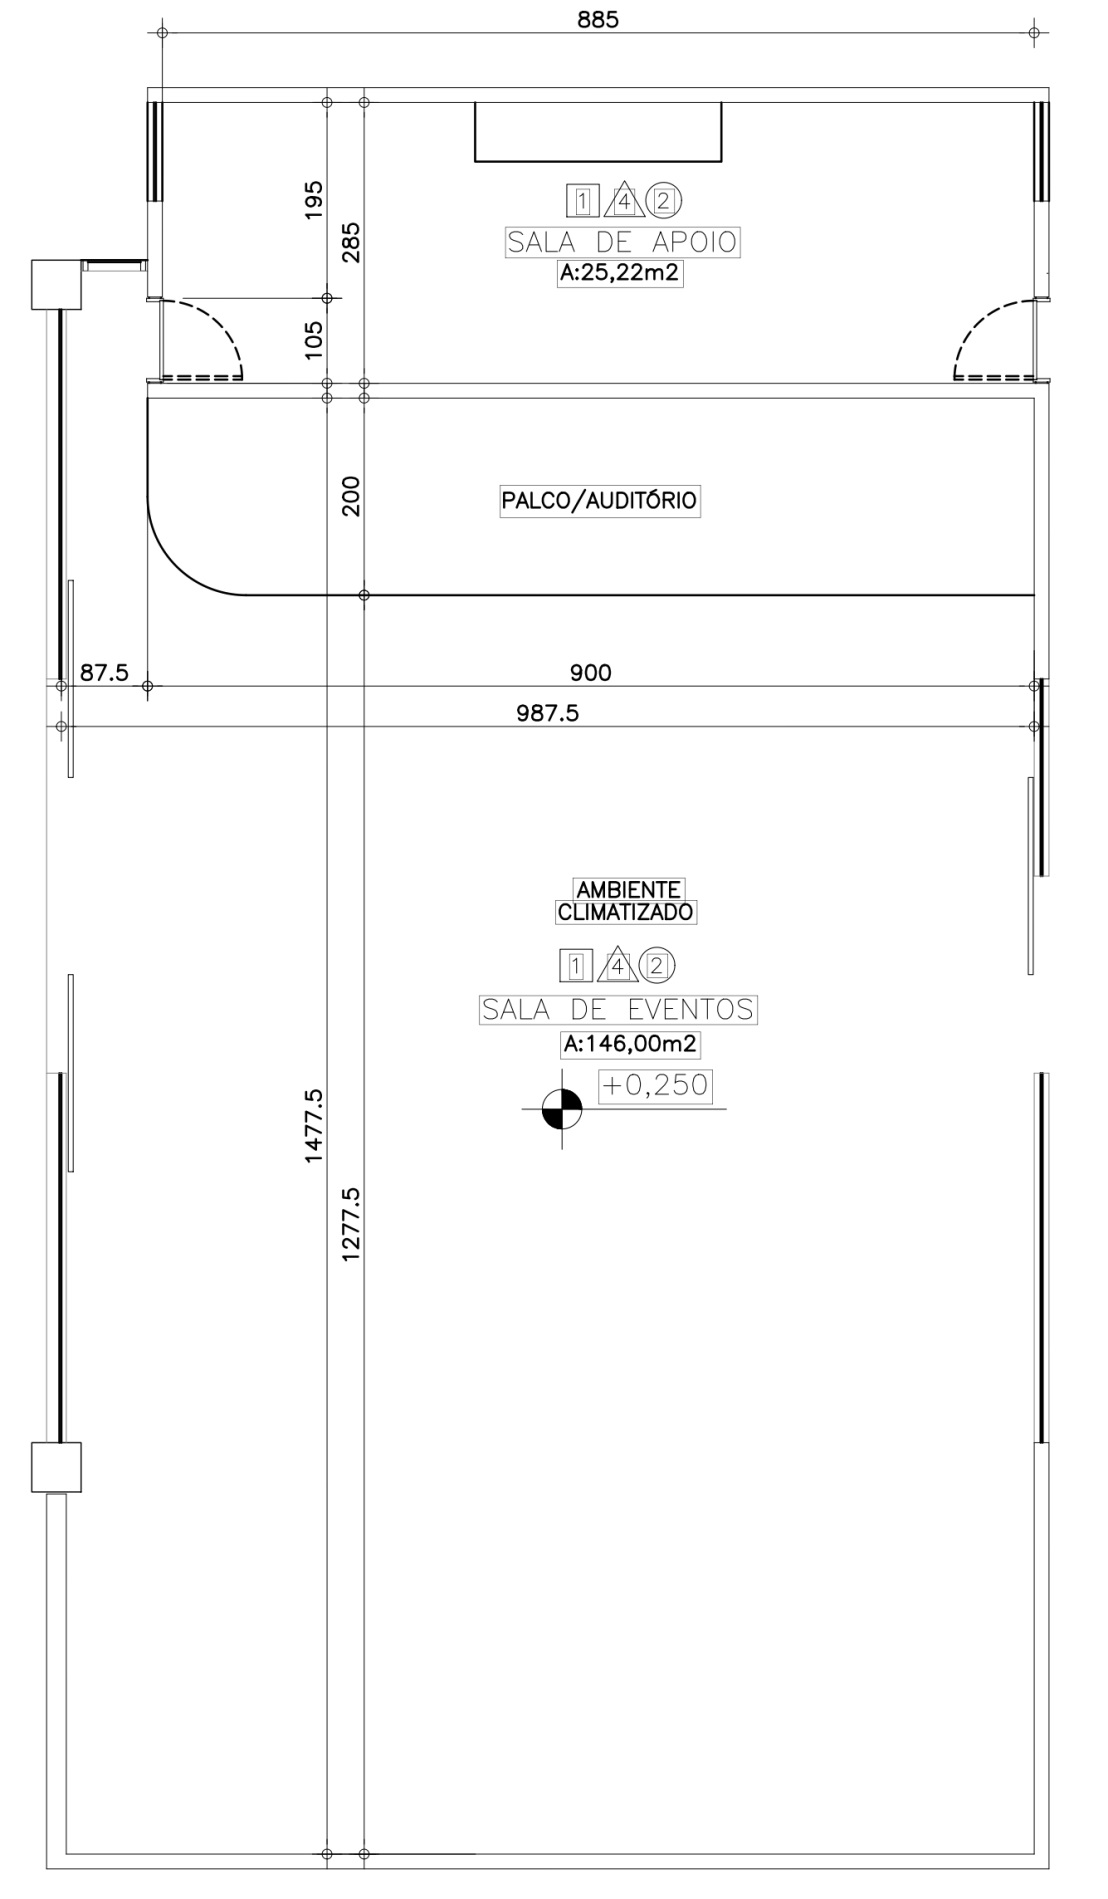 885
195
285
1 4 2
SALA DE APOIO
A:25,22m2
105
200
PALCO/AUDITÓRIO
87.5
900
987.5
AMBIENTE
CLIMATIZADO
1 4 2
SALA DE EVENTOS
A:146,00m2
+0,250
1477.5
1277.5